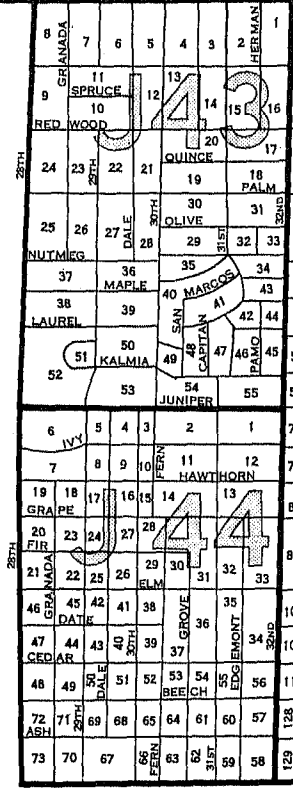 8 GRANADA 7 6 5 4 3 2 HERMAN 1
11 13
SPRUCE
9 10 12 14 15 16
J43
RED WOOD 20 17
QUINCE
28TH 24 23 29TH 22 21 19 18
PALM
30 31 32ND
25 26 27 DALE 30TH OLIVE
28 29 31ST 32 33
NUTMEG
37 36 35 34
MAPLE MARCOS
40 41 43
38 39 SAN CAPITAN 42 44
LAUREL
51 50 49 48 47 46 PAMO 45
52 KALMIA
53 54 55
JUNIPER
6 IVY 5 4 3 2 1
7 8 9 10 FERN 11 12
HAWTHORN
19 18 17 16 15 14 13
GRAPE
J44
20 23 24 27 28
FIR
28TH 21 22 25 26 29 30 31 32 33
GRANADA ELM
46 45 42 41 38 GROVE 36 35
DATE
47 44 43 40 30TH 39 37 EDGEMONT 34 32ND
CEDAR
48 49 50 DALE 51 52 53 54 55 56
BEECH
72 71 29TH 69 68 65 64 61 60 57 128
ASH
73 70 67 66 FERN 63 62 31ST 59 58 129